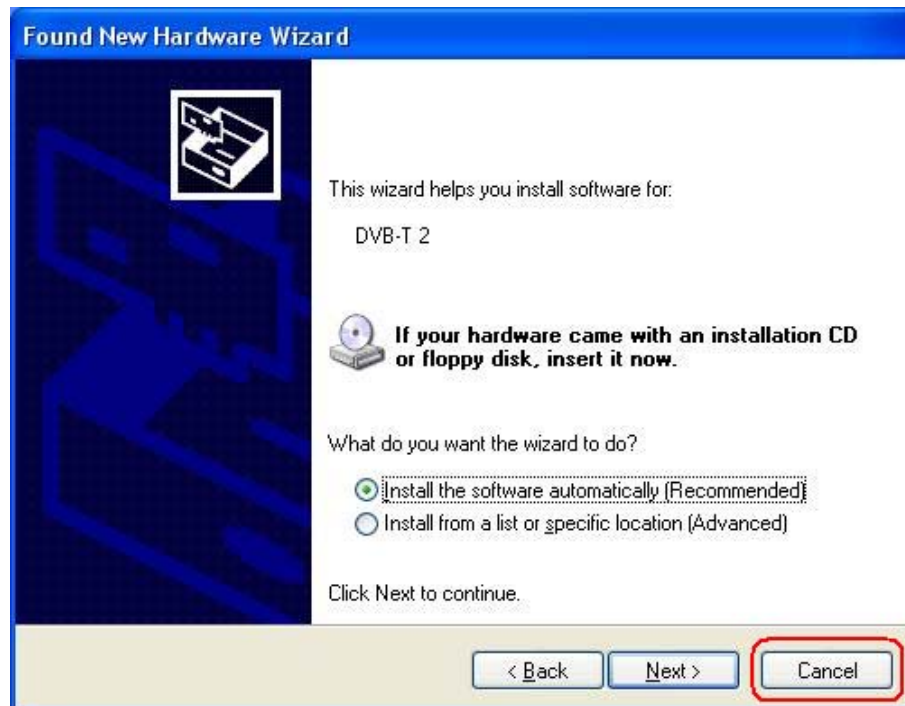 Found New Hardware Wizard
This wizard helps you install software for:
DVB-T 2
If your hardware came with an installation CD
or floppy disk, insert it now.
What do you want the wizard to do?
Install the software automatically (Recommended)
Install from a list or specific location (Advanced)
Click Next to continue.
< Back Next > Cancel